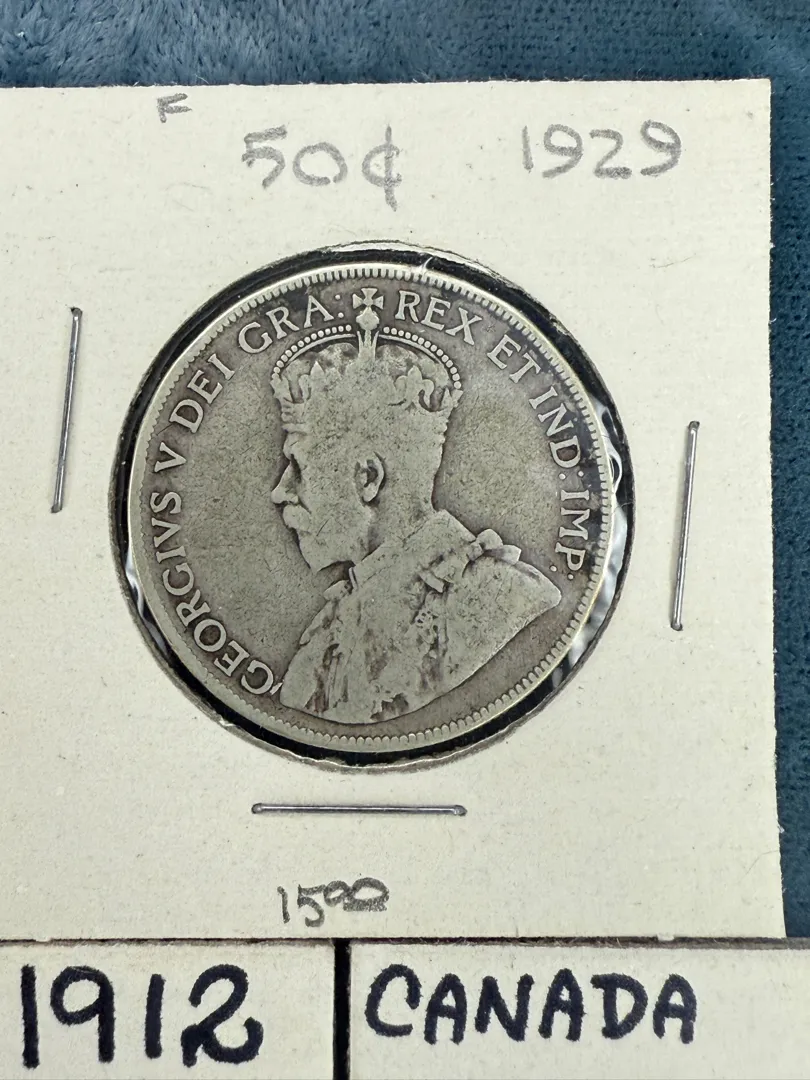 F
50¢ 1929
GEORGIVS V DEI GRA: REX ET IND: IMP.
15⁰⁰
1912 CANADA